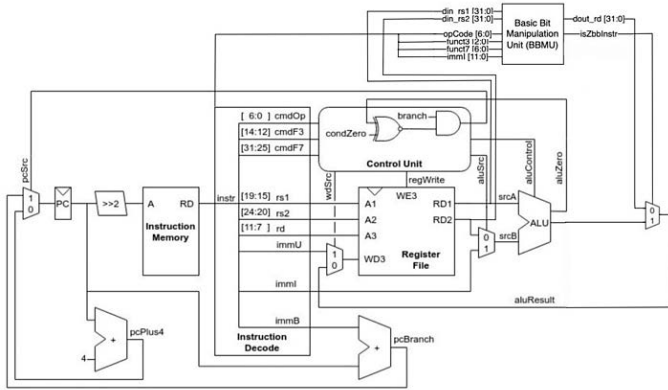 din_rs1 [31:0]
din_rs2 [31:0]
opCode [6:0]
funct3 [2:0]
funct7 [6:0]
immI [11:0]
Basic Bit
Manipulation
Unit (BBMU)
dout_rd [31:0]
isZbbInstr
0
1
pcSrc
1
0
PC
>>2
A RD
Instruction
Memory
instr
[ 6:0 ] cmdOp
[14:12] cmdF3
[31:25] cmdF7
[19:15] rs1
[24:20] rs2
[11:7 ] rd
immU
immI
immB
Instruction
Decode
branch
condZero
Control Unit
wdSrc
regWrite
aluSrc
aluControl
aluZero
1
0
WE3
A1 RD1
A2 RD2
A3
WD3
Register
File
0
1
srcA
srcB
ALU
aluResult
4
+
pcPlus4
+
pcBranch